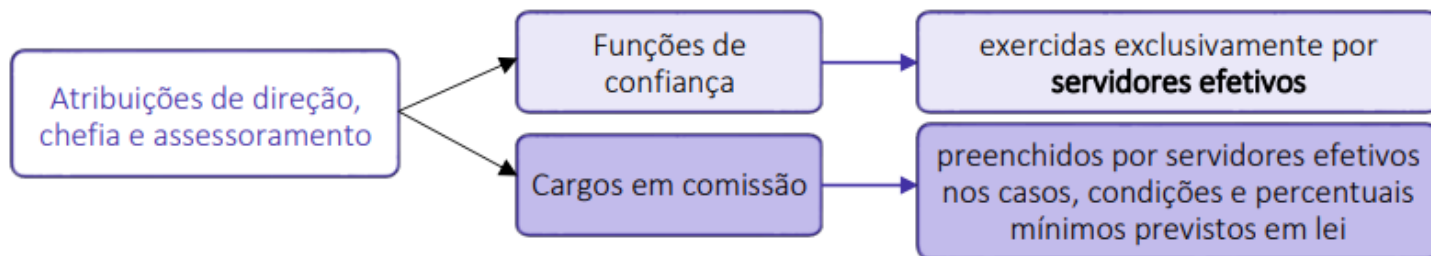 Atribuições de direção,
chefia e assessoramento
Funções de
confiança
exercidas exclusivamente por
servidores efetivos
Cargos em comissão
preenchidos por servidores efetivos
nos casos, condições e percentuais
mínimos previstos em lei